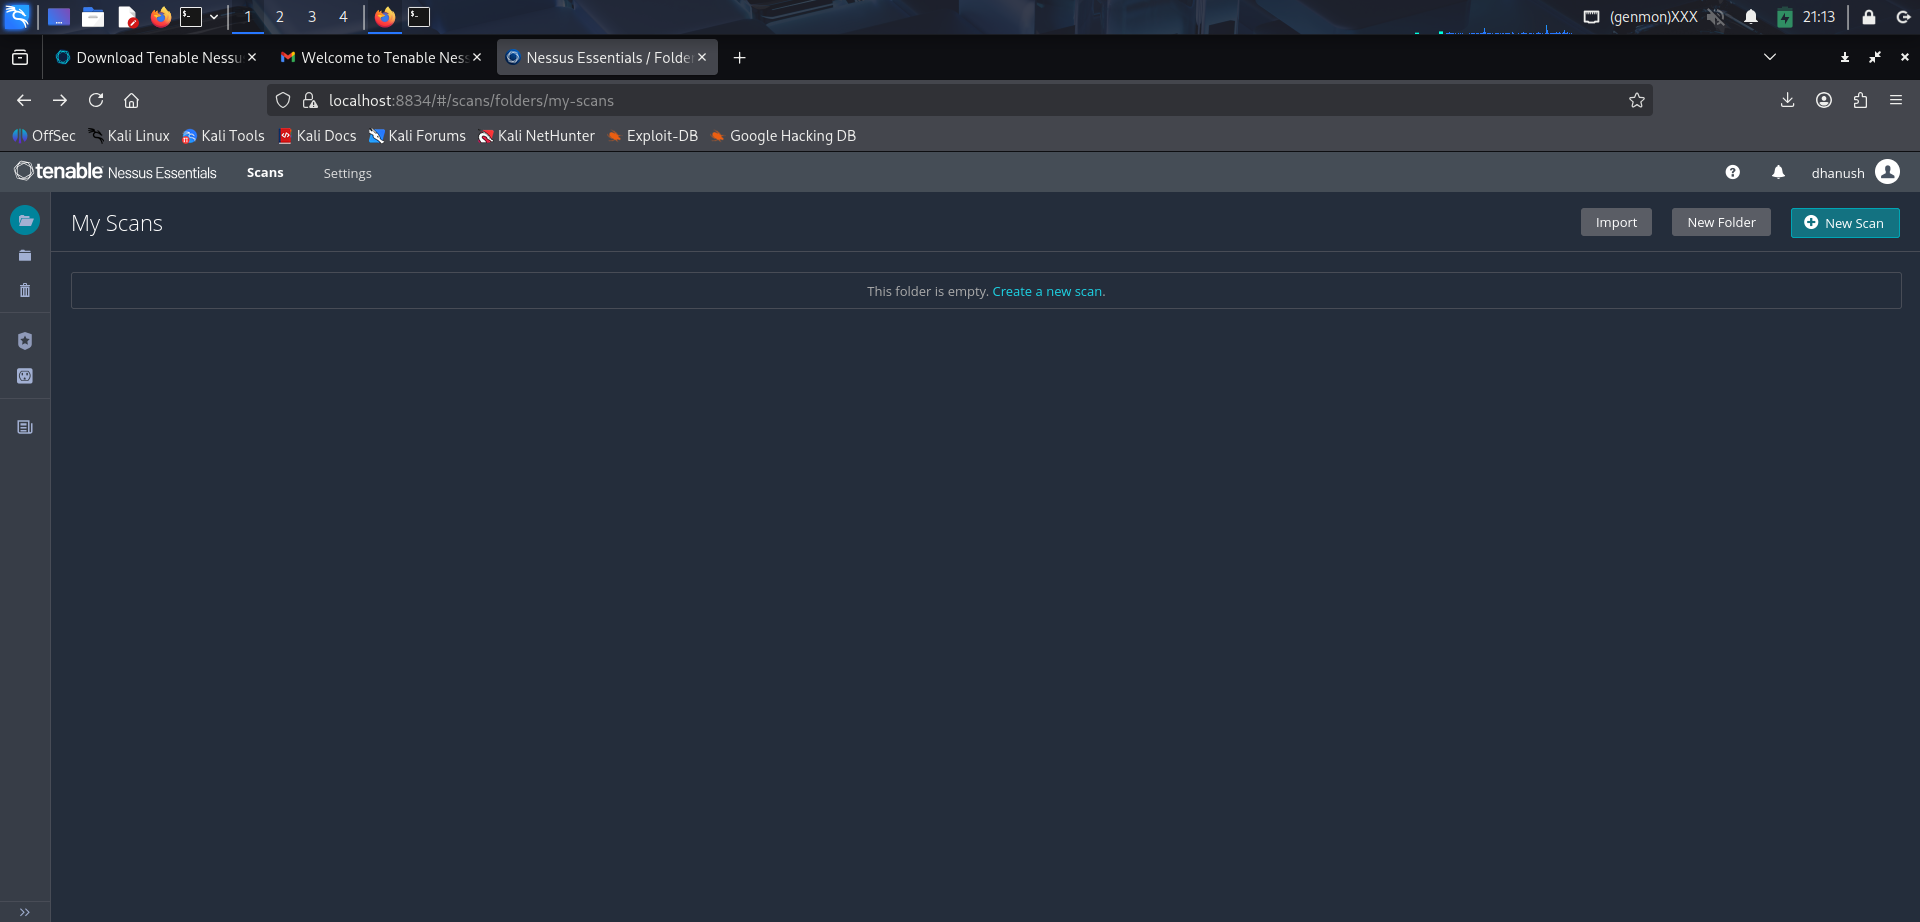 1 2 3 4 (genmon)XXX 21:13
Download Tenable Nessu Welcome to Tenable Ness Nessus Essentials / Folde
localhost:8834/#/scans/folders/my-scans
OffSec Kali Linux Kali Tools Kali Docs Kali Forums Kali NetHunter Exploit-DB Google Hacking DB
tenable Nessus Essentials Scans Settings dhanush
My Scans Import New Folder New Scan
This folder is empty. Create a new scan.